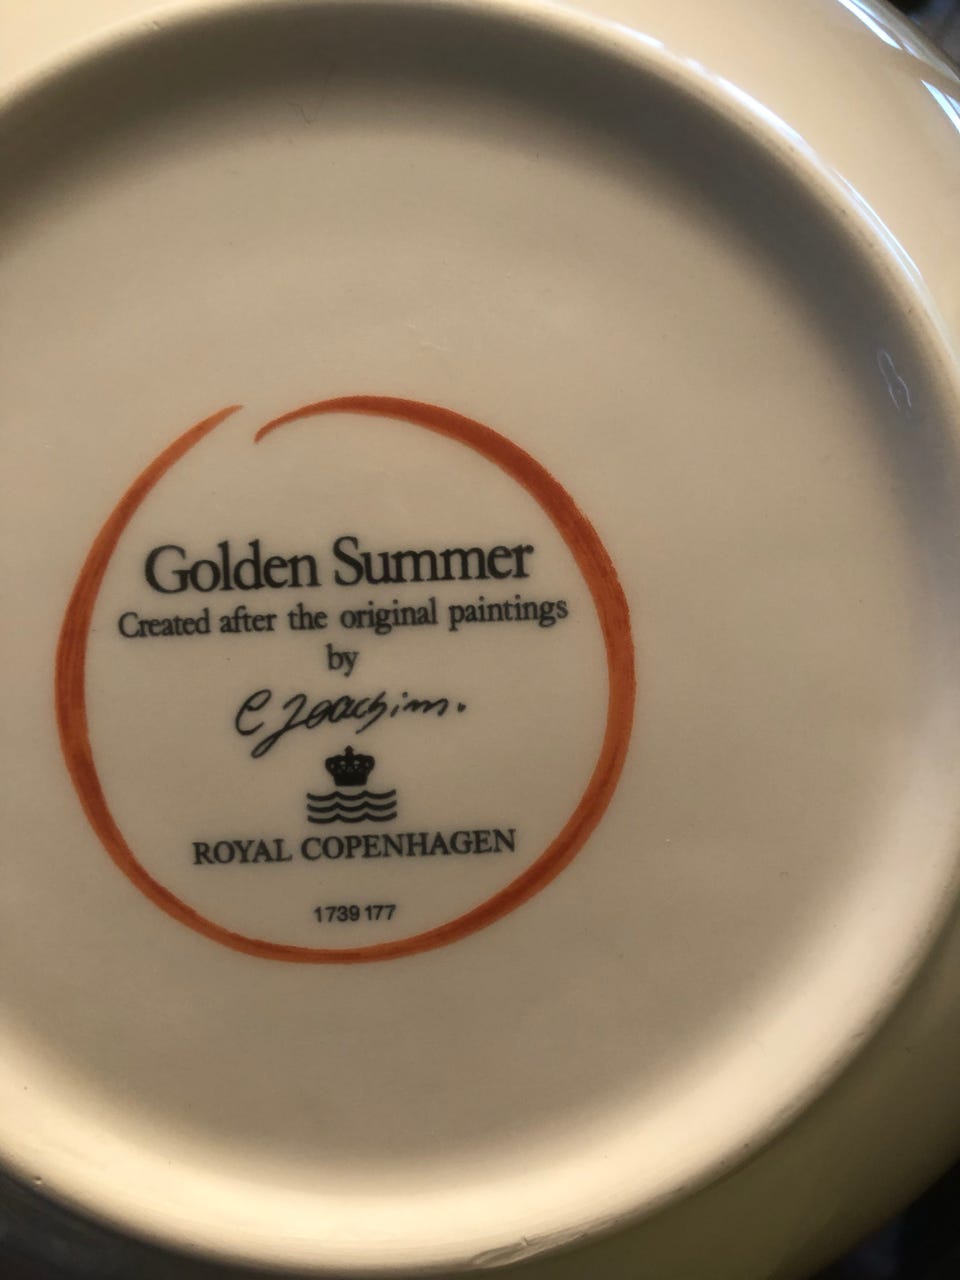 Golden Summer
Created after the original paintings
by
C Joachim.
ROYAL COPENHAGEN
1739 177